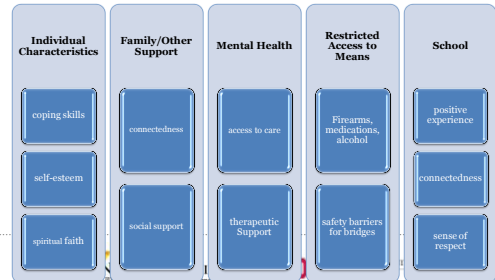 Individual
Characteristics
coping skills
self-esteem
spiritual faith
Family/Other
Support
connectedness
social support
Mental Health
access to care
therapeutic
Support
Restricted
Access to
Means
Firearms,
medications,
alcohol
safety barriers
for bridges
School
positive
experience
connectedness
sense of
respect